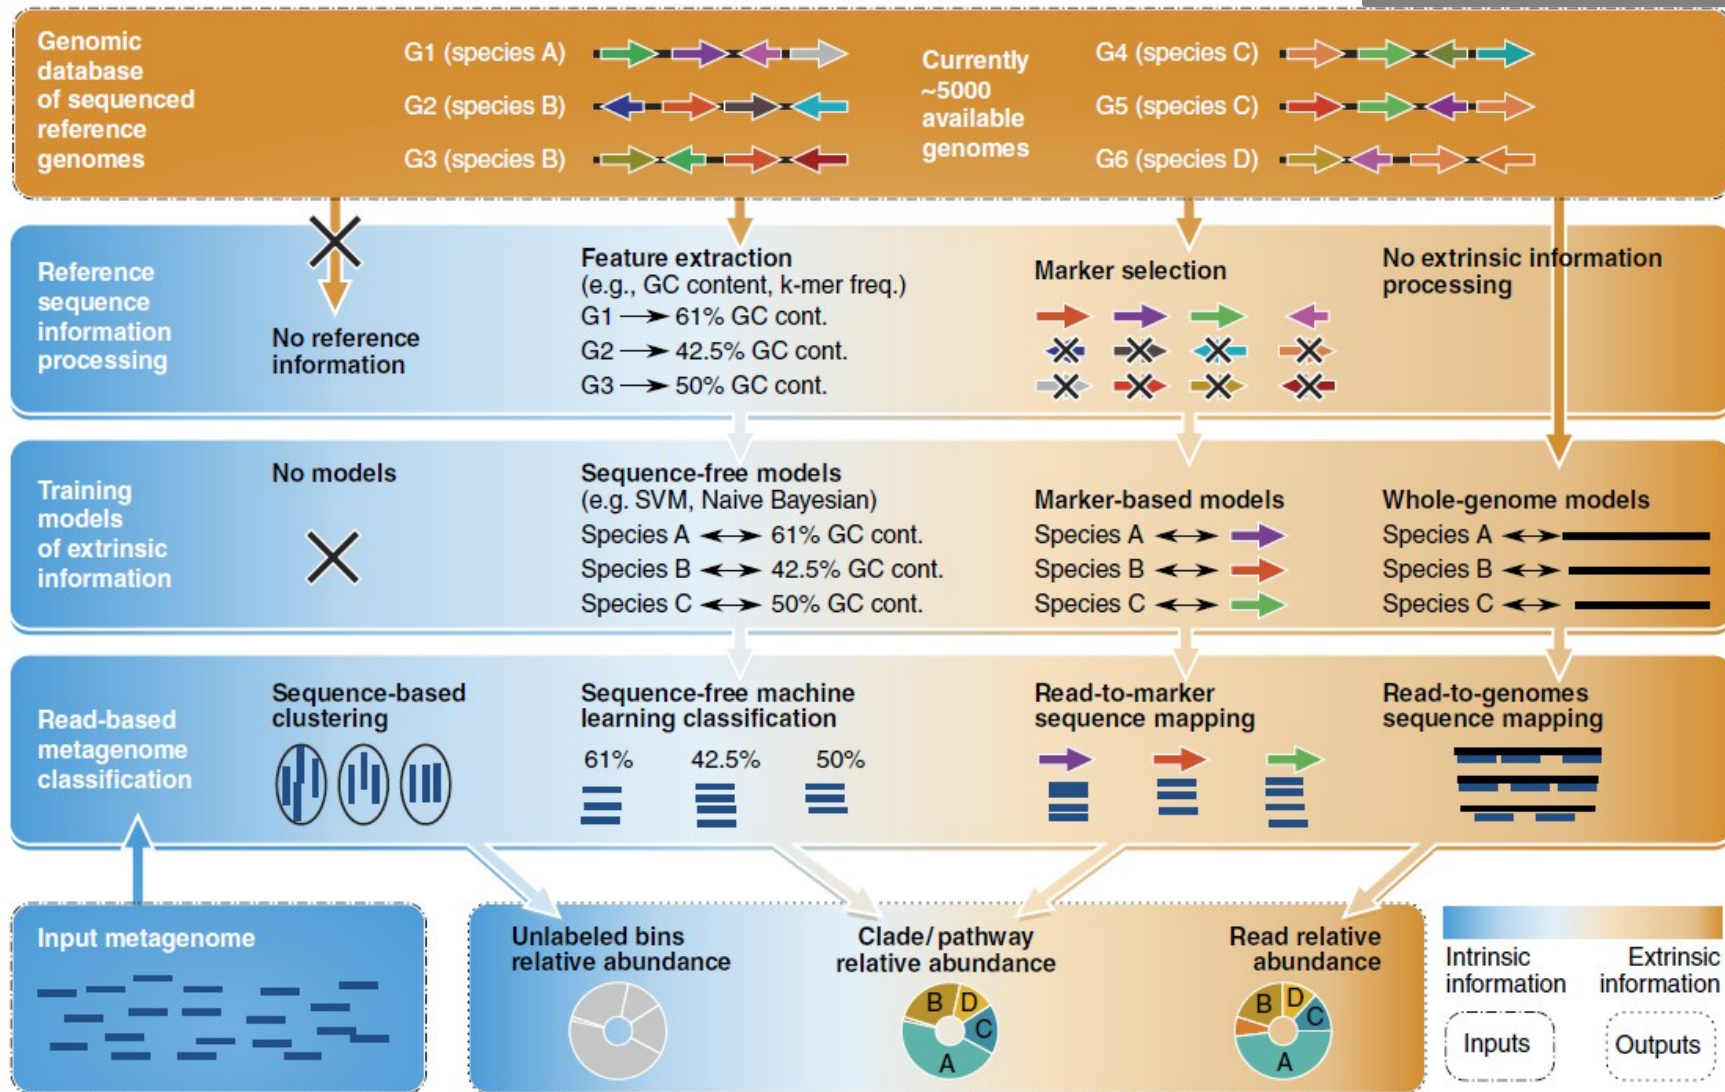 Genomic
database
of sequenced
reference
genomes
G1 (species A)
G2 (species B)
G3 (species B)
Currently
~5000
available
genomes
G4 (species C)
G5 (species C)
G6 (species D)
Reference
sequence
information
processing
No reference
information
Feature extraction
(e.g., GC content, k-mer freq.)
G1 → 61% GC cont.
G2 → 42.5% GC cont.
G3 → 50% GC cont.
Marker selection
No extrinsic information
processing
Training
models
of extrinsic
information
No models
Sequence-free models
(e.g. SVM, Naive Bayesian)
Species A ↔ 61% GC cont.
Species B ↔ 42.5% GC cont.
Species C ↔ 50% GC cont.
Marker-based models
Species A
Species B
Species C
Whole-genome models
Species A
Species B
Species C
Read-based
metagenome
classification
Sequence-based
clustering
Sequence-free machine
learning classification
61% 42.5% 50%
Read-to-marker
sequence mapping
Read-to-genomes
sequence mapping
Input metagenome
Unlabeled bins
relative abundance
Clade/pathway
relative abundance
B D
C
A
Read relative
abundance
B D
C
A
Intrinsic
information
Extrinsic
information
Inputs
Outputs